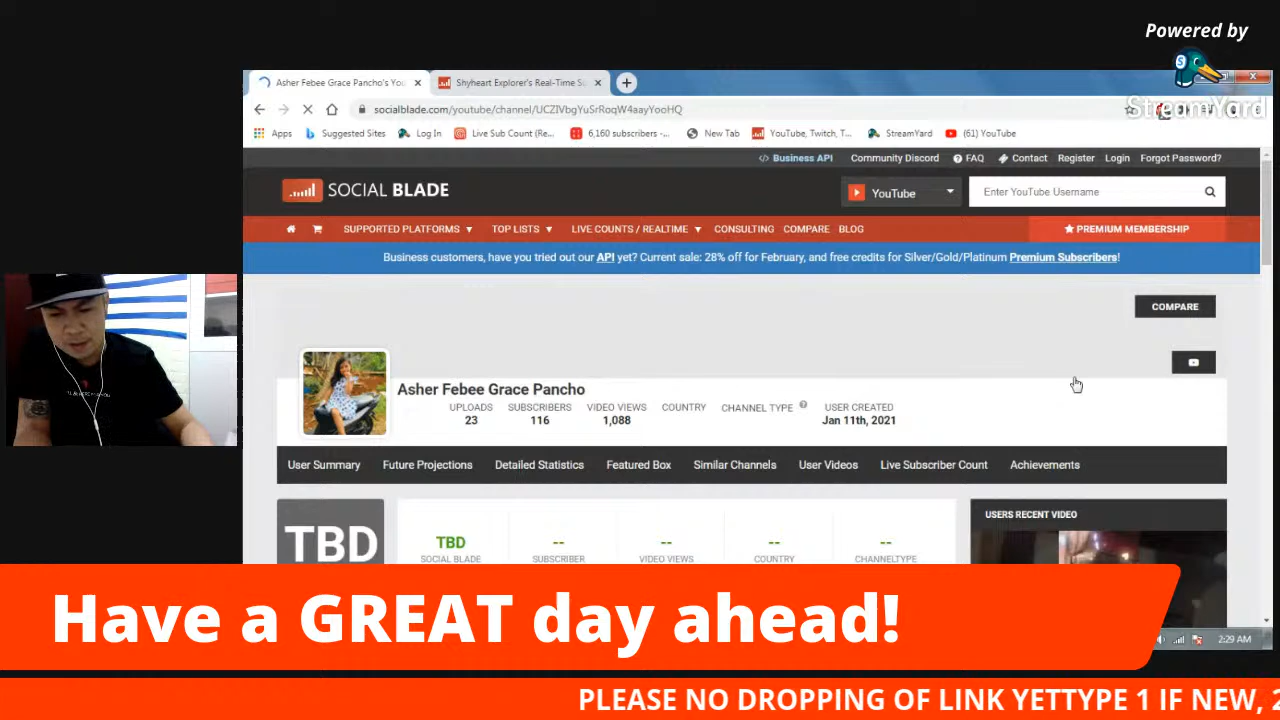 Powered by
StreamYard
Asher Febee Grace Pancho's You
Shyheart Explorer's Real-Time S
socialblade.com/youtube/channel/UCZIVbgYuSrRoqW4aayYooHQ
Apps Suggested Sites Log In Live Sub Count (Re... 6,160 subscribers -... New Tab YouTube, Twitch, T... StreamYard (61) YouTube
</> Business API Community Discord FAQ Contact Register Login Forgot Password?
SOCIAL BLADE YouTube Enter YouTube Username
SUPPORTED PLATFORMS TOP LISTS LIVE COUNTS / REALTIME CONSULTING COMPARE BLOG PREMIUM MEMBERSHIP
Business customers, have you tried out our API yet? Current sale: 28% off for February, and free credits for Silver/Gold/Platinum Premium Subscribers!
COMPARE
Asher Febee Grace Pancho
UPLOADS SUBSCRIBERS VIDEO VIEWS COUNTRY CHANNEL TYPE USER CREATED
23 116 1,088 Jan 11th, 2021
User Summary Future Projections Detailed Statistics Featured Box Similar Channels User Videos Live Subscriber Count Achievements
TBD
TBD -- -- -- --
SOCIAL BLADE SUBSCRIBER VIDEO VIEWS COUNTRY CHANNELTYPE
USERS RECENT VIDEO
Have a GREAT day ahead!
2:29 AM
PLEASE NO DROPPING OF LINK YETTYPE 1 IF NEW, 2